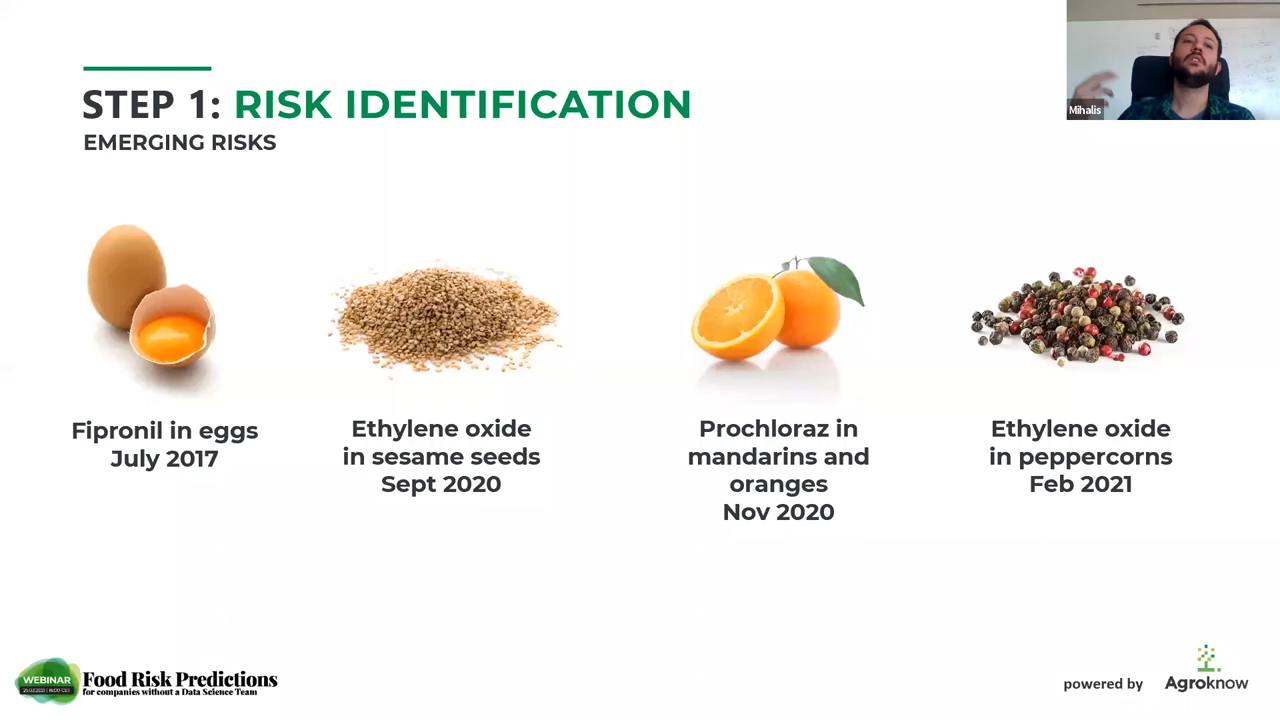 Mihalis
STEP 1: RISK IDENTIFICATION
EMERGING RISKS
Fipronil in eggs
July 2017
Ethylene oxide
in sesame seeds
Sept 2020
Prochloraz in
mandarins and
oranges
Nov 2020
Ethylene oxide
in peppercorns
Feb 2021
WEBINAR
Food Risk Predictions
for companies without a Data Science Team
powered by
Agroknow